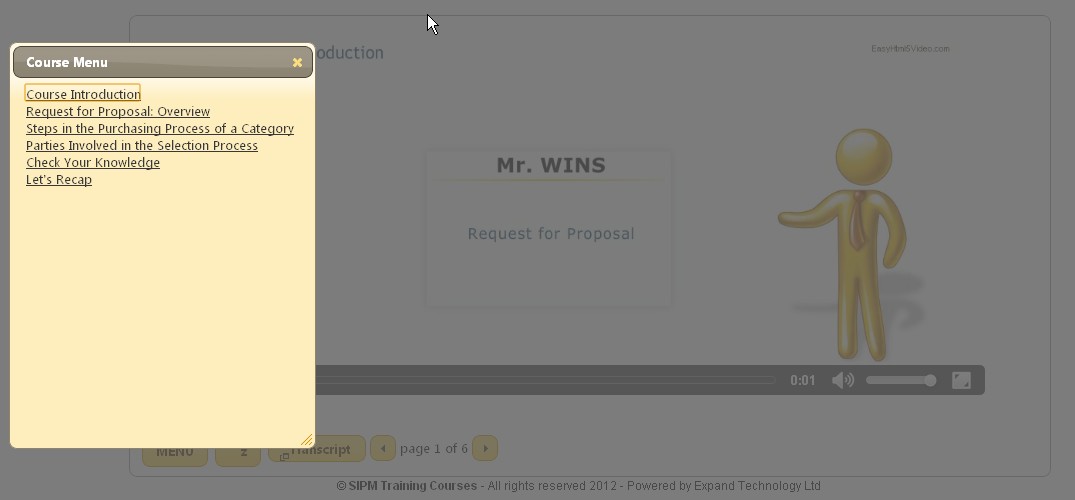 Course Menu
Course Introduction
Request for Proposal: Overview
Steps in the Purchasing Process of a Category
Parties Involved in the Selection Process
Check Your Knowledge
Let's Recap
oduction
EasyHtml5Video.com
Mr. WINS
Request for Proposal
0:01
MENU
Transcript
page 1 of 6
© SIPM Training Courses - All rights reserved 2012 - Powered by Expand Technology Ltd